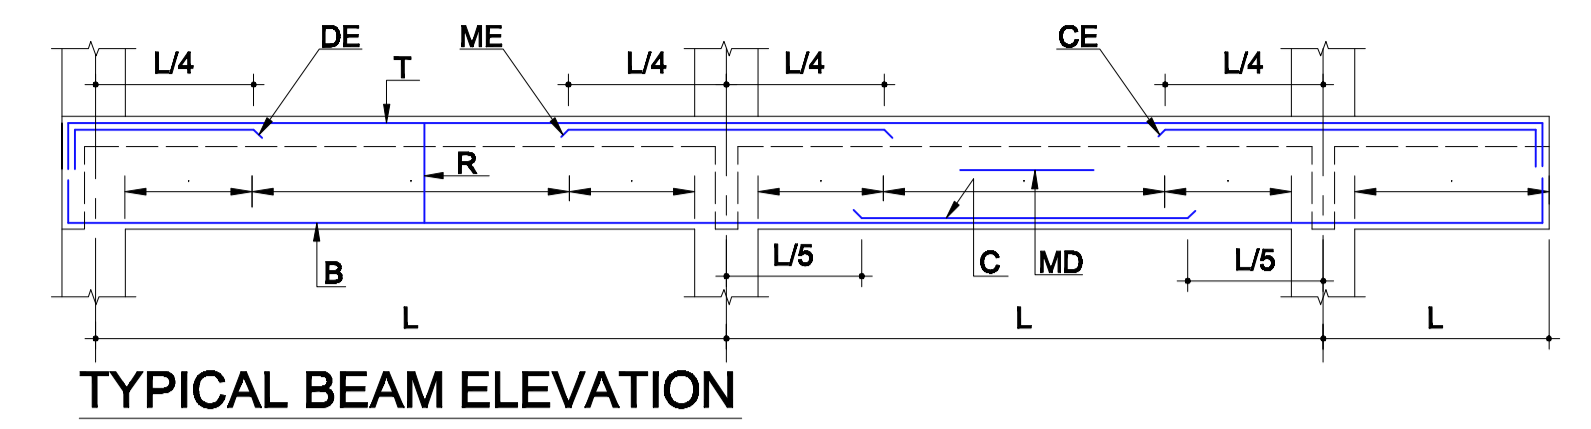 DE ME CE
L/4 T L/4 L/4 L/4
R
L/5 C MD L/5
B
L L L
TYPICAL BEAM ELEVATION